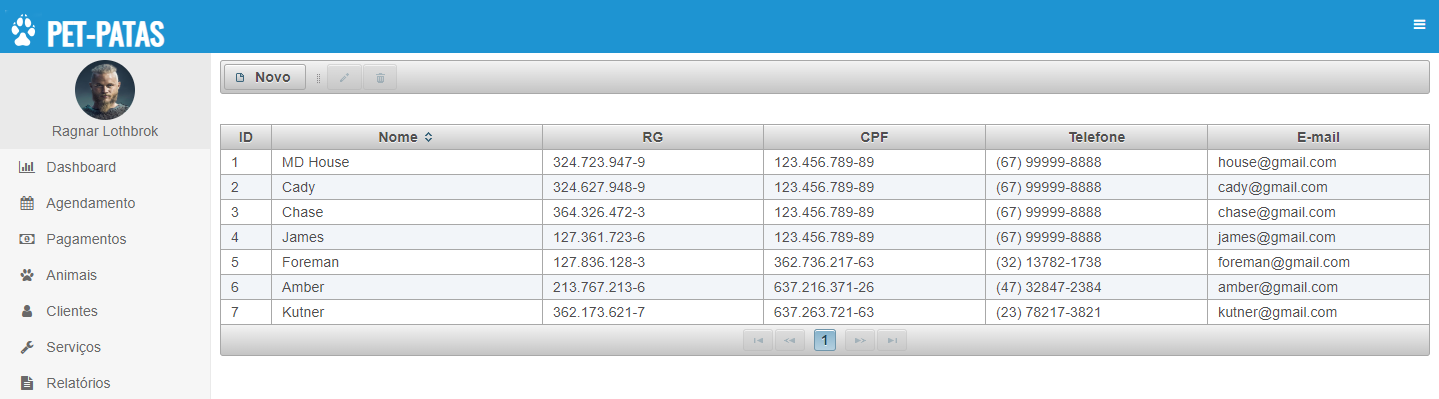 PET-PATAS
Ragnar Lothbrok
Dashboard
Agendamento
Pagamentos
Animais
Clientes
Serviços
Relatórios
Novo
ID Nome RG CPF Telefone E-mail
1 MD House 324.723.947-9 123.456.789-89 (67) 99999-8888 house@gmail.com
2 Cady 324.627.948-9 123.456.789-89 (67) 99999-8888 cady@gmail.com
3 Chase 364.326.472-3 123.456.789-89 (67) 99999-8888 chase@gmail.com
4 James 127.361.723-6 123.456.789-89 (67) 99999-8888 james@gmail.com
5 Foreman 127.836.128-3 362.736.217-63 (32) 13782-1738 foreman@gmail.com
6 Amber 213.767.213-6 637.216.371-26 (47) 32847-2384 amber@gmail.com
7 Kutner 362.173.621-7 637.263.721-63 (23) 78217-3821 kutner@gmail.com
1